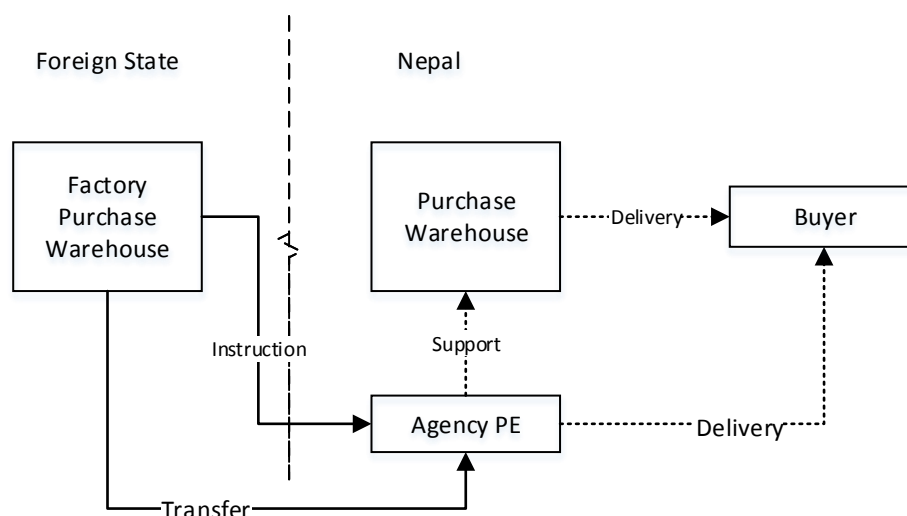 Foreign State
Nepal
Factory
Purchase
Warehouse
Purchase
Warehouse
Delivery
Buyer
Instruction
Support
Agency PE
Delivery
Transfer